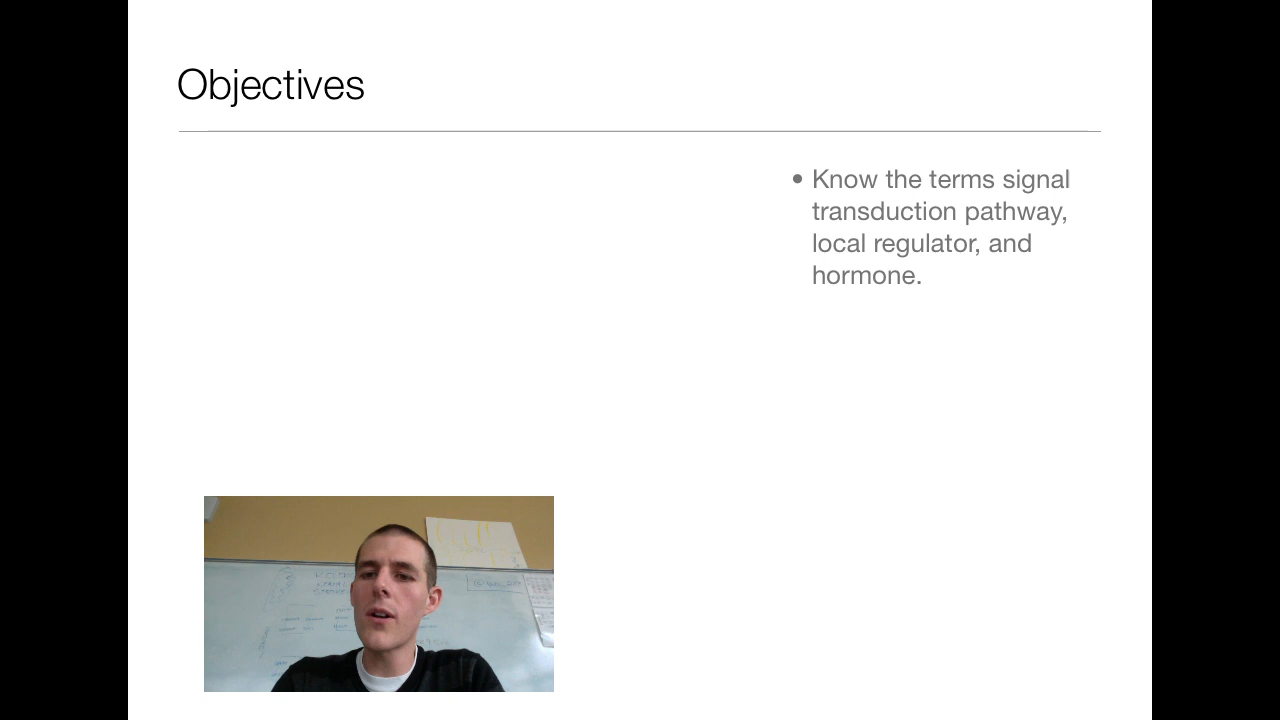 Objectives
• Know the terms signal
transduction pathway,
local regulator, and
hormone.